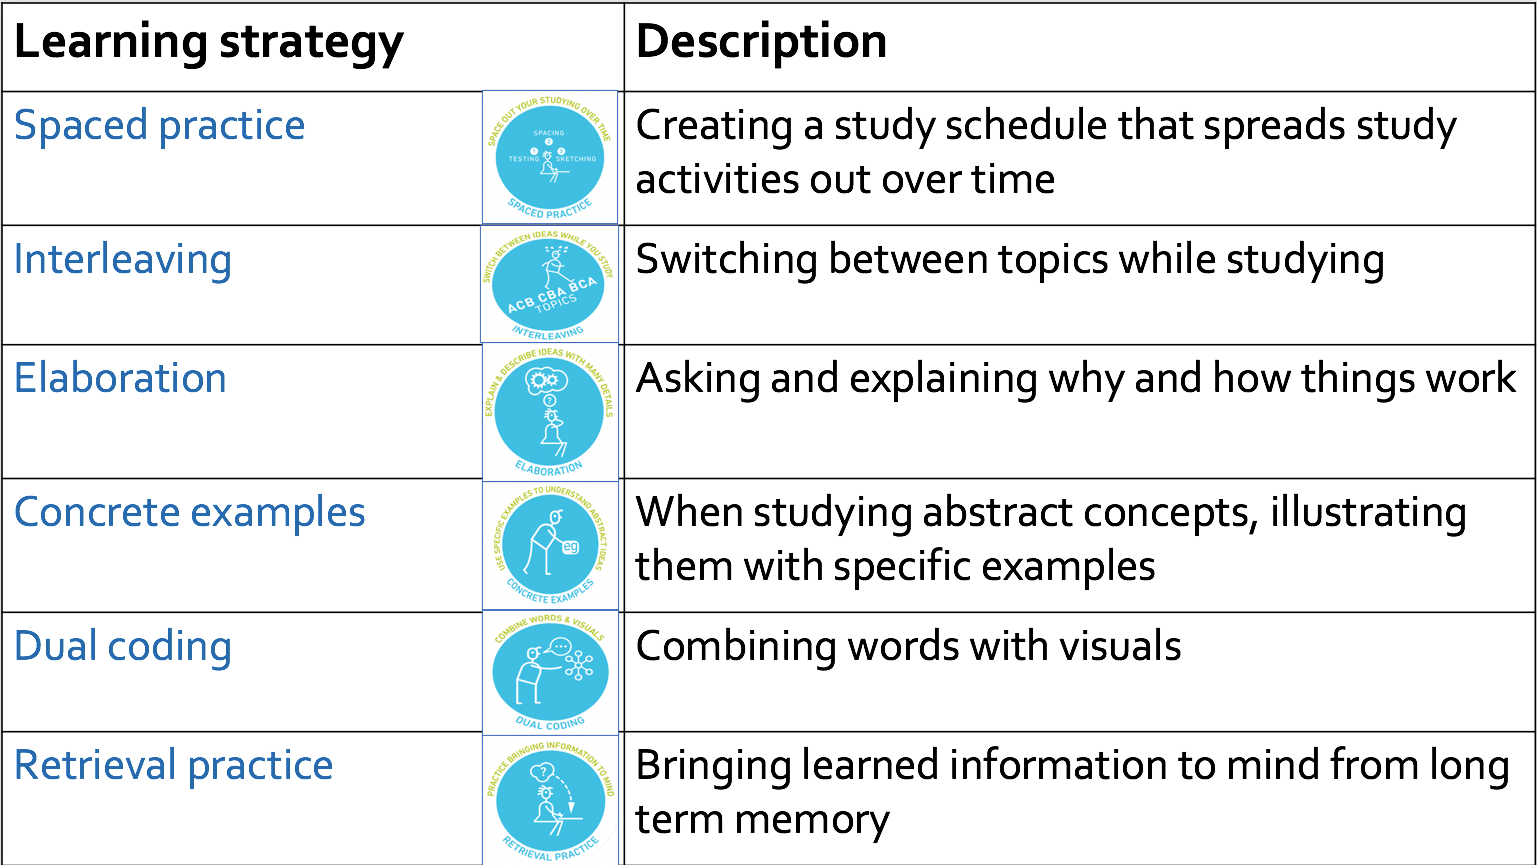 Learning strategy
Description
Spaced practice
SPACE OUT YOUR STUDYING OVER TIME
SPACING
2
1 3
TESTING SKETCHING
SPACED PRACTICE
Creating a study schedule that spreads study
activities out over time
Interleaving
SWITCH BETWEEN IDEAS WHILE YOU STUDY
ACB CBA BCA
TOPICS
INTERLEAVING
Switching between topics while studying
Elaboration
EXPLAIN & DESCRIBE IDEAS WITH MANY DETAILS
?
ELABORATION
Asking and explaining why and how things work
Concrete examples
USE SPECIFIC EXAMPLES TO UNDERSTAND ABSTRACT IDEAS
eg
CONCRETE EXAMPLES
When studying abstract concepts, illustrating
them with specific examples
Dual coding
COMBINE WORDS & VISUALS
DUAL CODING
Combining words with visuals
Retrieval practice
PRACTICE BRINGING INFORMATION TO MIND
?
RETRIEVAL PRACTICE
Bringing learned information to mind from long
term memory